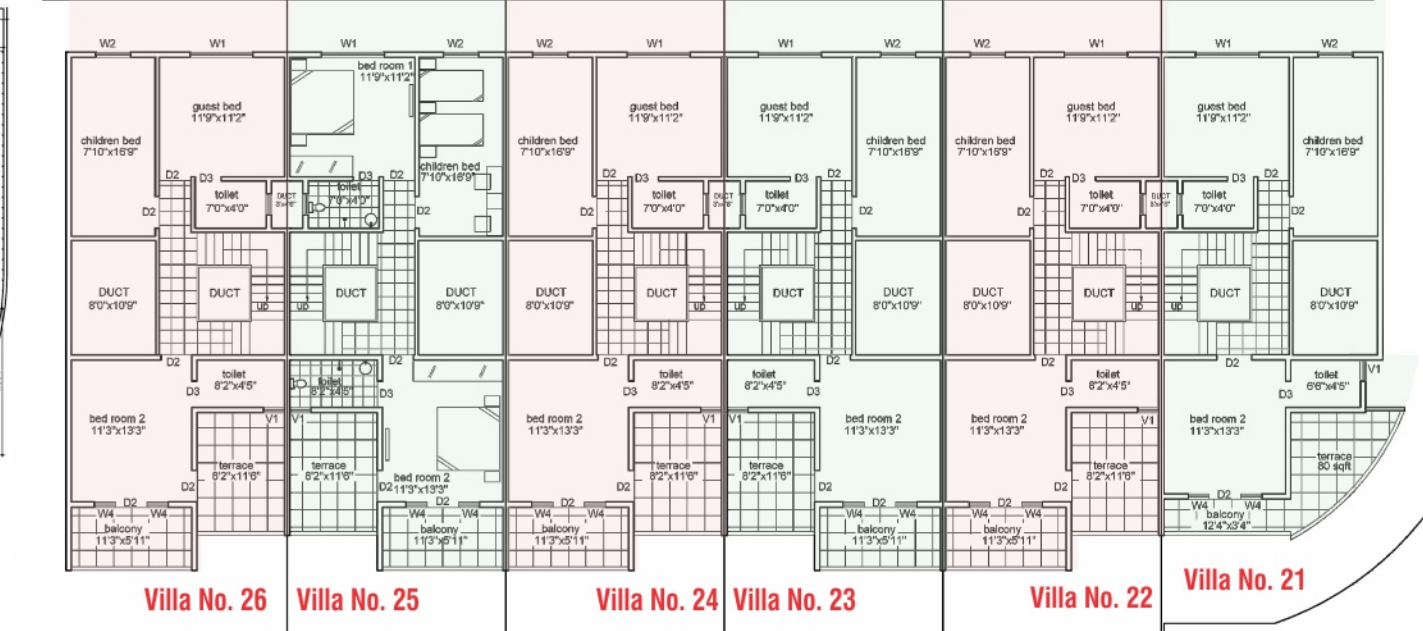 W2 W1 W1 W2 W2 W1 W1 W2 W2 W1 W1 W2
bed room 1
11'9"x11'2"
guest bed
11'9"x11'2"
guest bed
11'9"x11'2"
guest bed
11'9"x11'2"
guest bed
11'9"x11'2"
guest bed
11'9"x11'2"
children bed
7'10"x16'9"
children bed
7'10"x16'9"
children bed
7'10"x16'9"
children bed
7'10"x16'9"
children bed
7'10"x16'9"
children bed
7'10"x16'9"
D2 D3 D3 D2 D2 D3 D3 D2 D2 D3 D3 D2
toilet
7'0"x4'0"
DUCT
toilet
7'0"x4'0"
toilet
7'0"x4'0"
DUCT
toilet
7'0"x4'0"
toilet
7'0"x4'0"
DUCT
toilet
7'0"x4'0"
D2 D2 D2 D2 D2 D2
DUCT
8'0"x10'9"
DUCT
up
DUCT
DUCT
8'0"x10'9"
DUCT
8'0"x10'9"
DUCT
up
up
DUCT
DUCT
8'0"x10'9"
DUCT
8'0"x10'9"
DUCT
up
up
DUCT
DUCT
8'0"x10'9"
D2 D2 D2 D2 D2 D2
toilet
8'2"x4'5"
toilet
8'2"x4'5"
toilet
8'2"x4'5"
toilet
8'2"x4'5"
toilet
8'2"x4'5"
toilet
6'6"x4'5"
V1
D3 D3 D3 D3 D3 D3
bed room 2
11'3"x13'3"
V1 V1
bed room 2
11'3"x13'3"
V1 V1
bed room 2
11'3"x13'3"
bed room 2
11'3"x13'3"
V1
bed room 2
11'3"x13'3"
terrace
8'2"x11'6"
terrace
8'2"x11'6"
bed room 2
11'3"x13'3"
terrace
8'2"x11'6"
terrace
8'2"x11'6"
terrace
8'2"x11'6"
terrace
80 sqft
D2 D2 D2 D2 D2
D2 D2 D2 D2 D2 D2
W4 W4 W4 W4 W4 W4 W4 W4 W4 W4 W4 W4
balcony
11'3"x5'11"
balcony
11'3"x5'11"
balcony
11'3"x5'11"
balcony
11'3"x5'11"
balcony
11'3"x5'11"
balcony
12'4"x3'4"
Villa No. 26 Villa No. 25 Villa No. 24 Villa No. 23 Villa No. 22 Villa No. 21